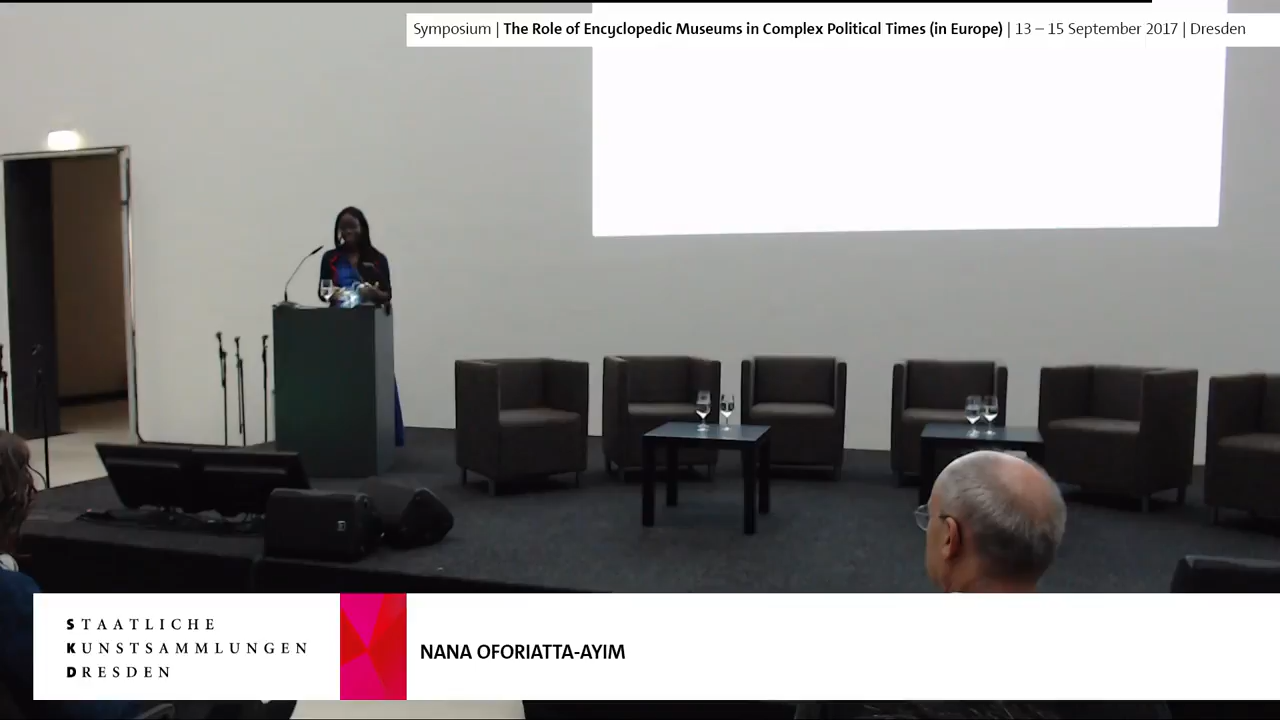 Symposium | The Role of Encyclopedic Museums in Complex Political Times (in Europe) | 13 – 15 September 2017 | Dresden
STAATLICHE
KUNSTSAMMLUNGEN
DRESDEN
NANA OFORIATTA-AYIM